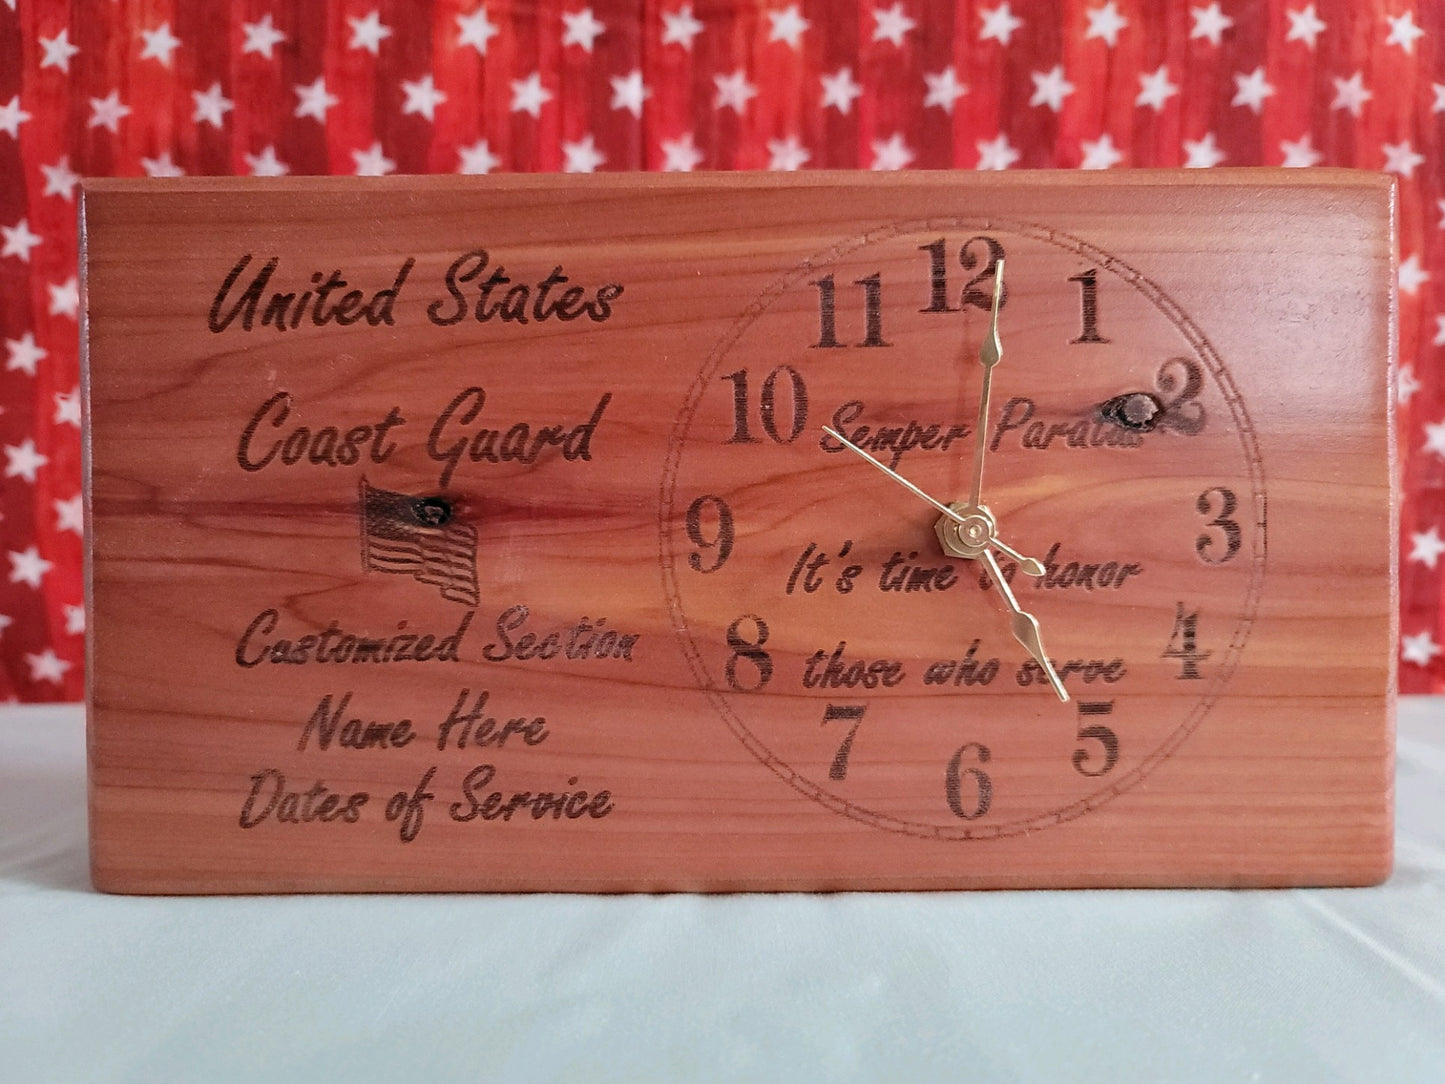 United States
Coast Guard
Customized Section
Name Here
Dates of Service
12
11
1
10
2
Semper Paratus
9
3
It's time to honor
8
4
those who serve
7
5
6